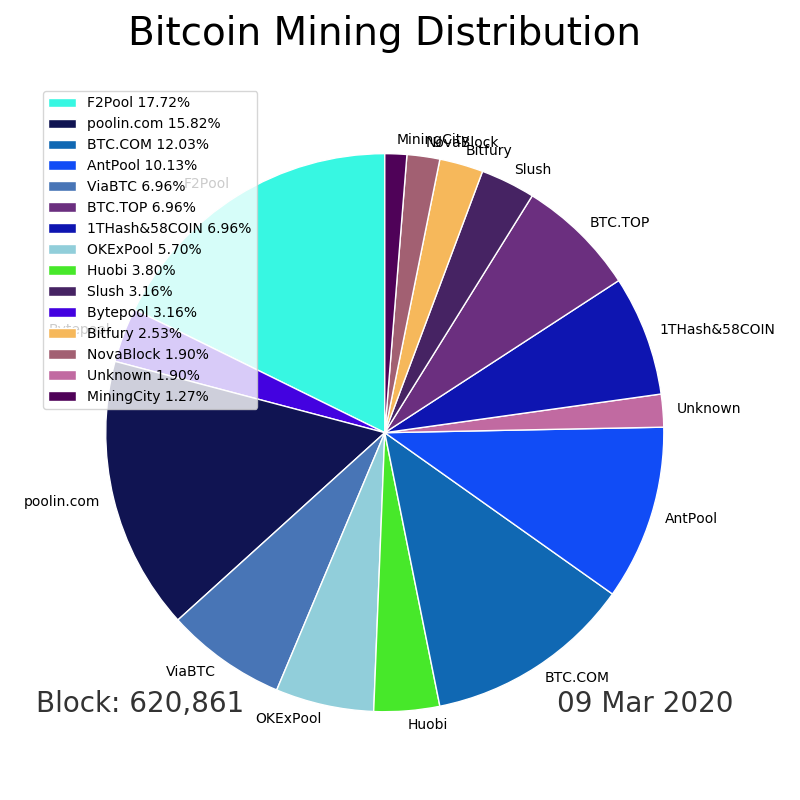 Bitcoin Mining Distribution
F2Pool 17.72%
poolin.com 15.82%
BTC.COM 12.03%
AntPool 10.13%
ViaBTC 6.96%
BTC.TOP 6.96%
1THash&58COIN 6.96%
OKExPool 5.70%
Huobi 3.80%
Slush 3.16%
Bytepool 3.16%
Bitfury 2.53%
NovaBlock 1.90%
Unknown 1.90%
MiningCity 1.27%
MiningCity
NovaBlock
Bitfury
Slush
F2Pool
BTC.TOP
Bytepool
1THash&58COIN
Unknown
poolin.com
AntPool
ViaBTC
BTC.COM
OKExPool
Huobi
Block: 620,861
09 Mar 2020